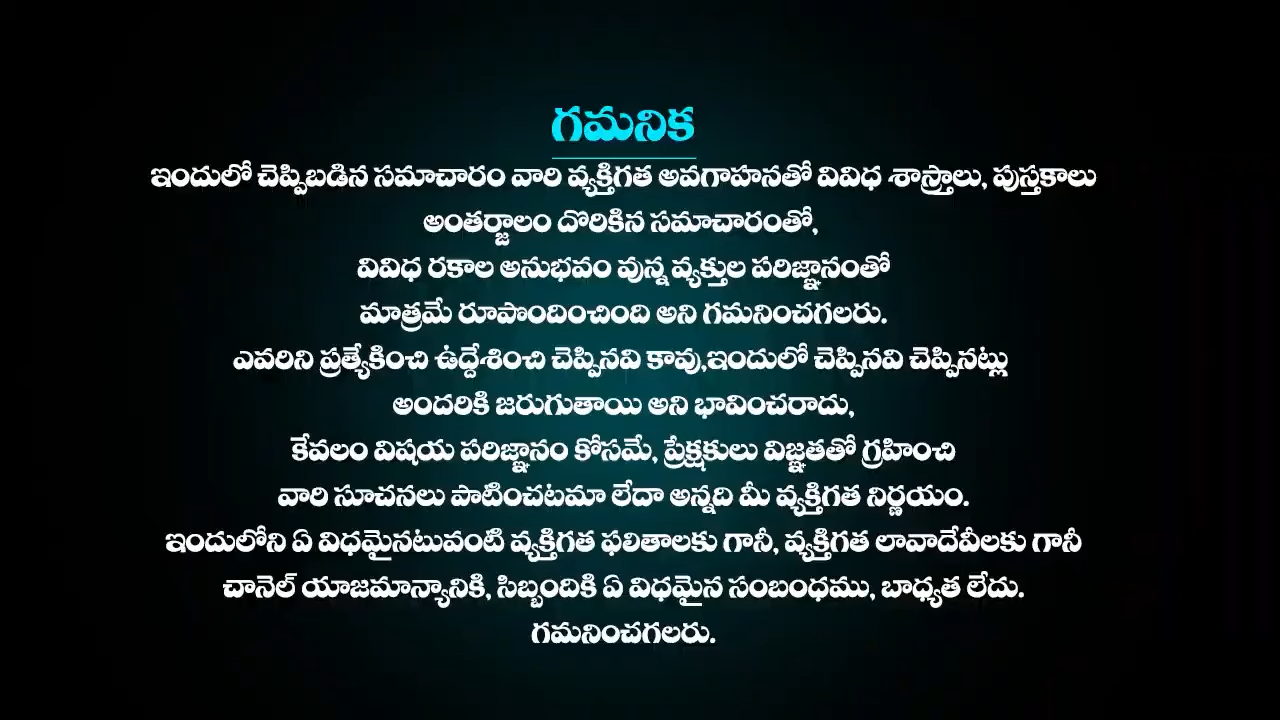 గమనిక
ఇందులో చెప్పిబడిన సమాచారం వారి వ్యక్తిగత అవగాహనతో వివిధ శాస్త్రాలు, పుస్తకాలు
అంతర్జాలం దొరికిన సమాచారంతో,
వివిధ రకాల అనుభవం వున్న వ్యక్తుల పరిజ్ఞానంతో
మాత్రమే రూపొందించింది అని గమనించగలరు.
ఎవరిని ప్రత్యేకించి ఉద్దేశించి చెప్పినవి కావు,ఇందులో చెప్పినవి చెప్పినట్లు
అందరికి జరుగుతాయి అని భావించరాదు,
కేవలం విషయ పరిజ్ఞానం కోసమే, ప్రేక్షకులు విజ్ఞతతో గ్రహించి
వారి సూచనలు పాటించటమా లేదా అన్నది మీ వ్యక్తిగత నిర్ణయం.
ఇందులోని ఏ విధమైనటువంటి వ్యక్తిగత ఫలితాలకు గానీ, వ్యక్తిగత లావాదేవీలకు గానీ
చానెల్ యాజమాన్యానికి, సిబ్బందికి ఏ విధమైన సంబంధము, బాధ్యత లేదు.
గమనించగలరు.